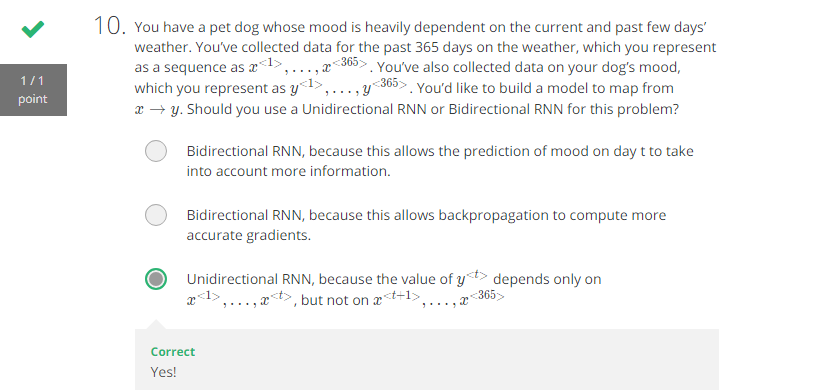 10. You have a pet dog whose mood is heavily dependent on the current and past few days'
weather. You've collected data for the past 365 days on the weather, which you represent
as a sequence as x<1>, . . . , x<365>. You've also collected data on your dog's mood,
1 / 1
point
which you represent as y<1>, . . . , y<365>. You'd like to build a model to map from
x → y. Should you use a Unidirectional RNN or Bidirectional RNN for this problem?
Bidirectional RNN, because this allows the prediction of mood on day t to take
into account more information.
Bidirectional RNN, because this allows backpropagation to compute more
accurate gradients.
Unidirectional RNN, because the value of y<t> depends only on
x<1>, . . . , x<t>, but not on x<t+1>, . . . , x<365>
Correct
Yes!